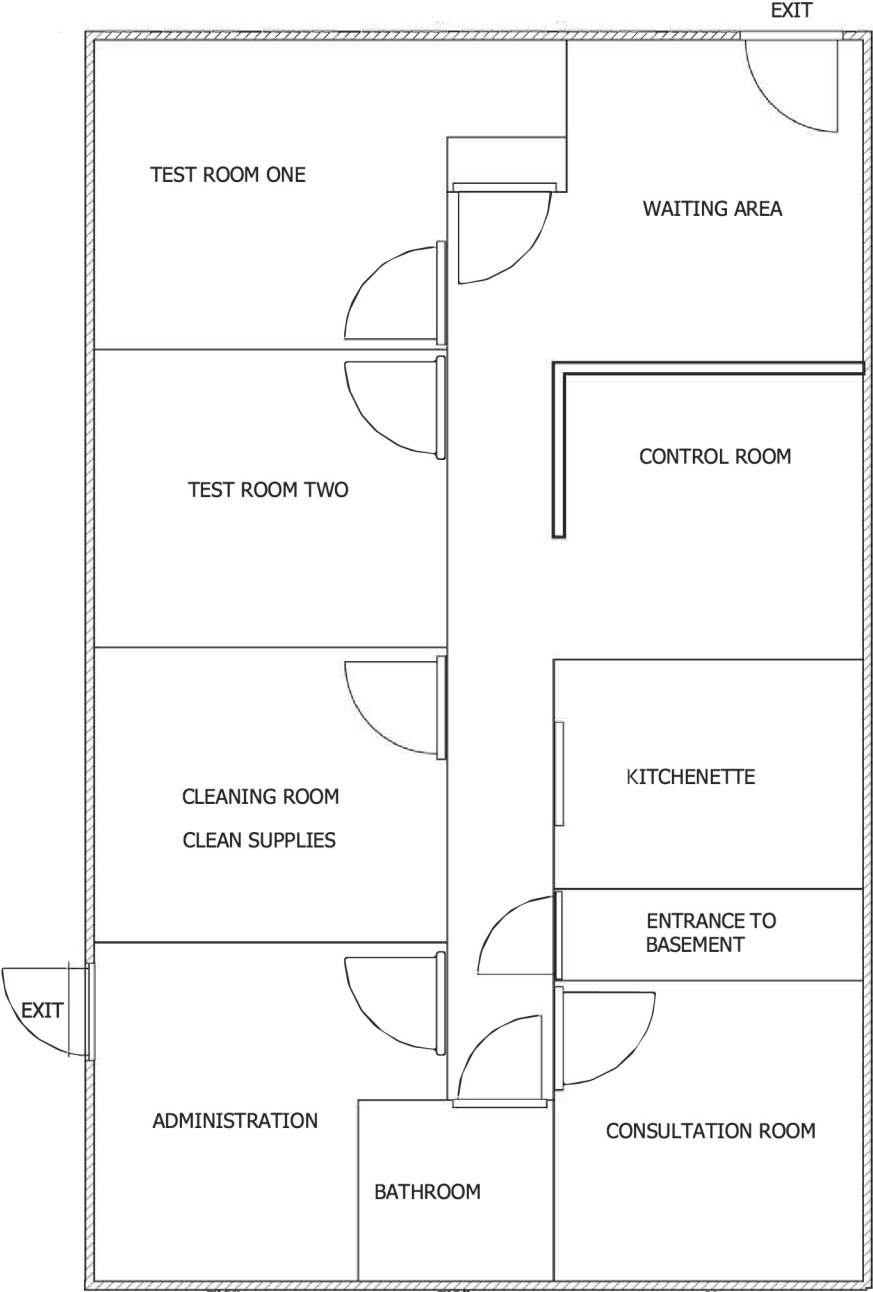 EXIT
TEST ROOM ONE
WAITING AREA
CONTROL ROOM
TEST ROOM TWO
KITCHENETTE
CLEANING ROOM
CLEAN SUPPLIES
ENTRANCE TO
BASEMENT
EXIT
ADMINISTRATION
CONSULTATION ROOM
BATHROOM